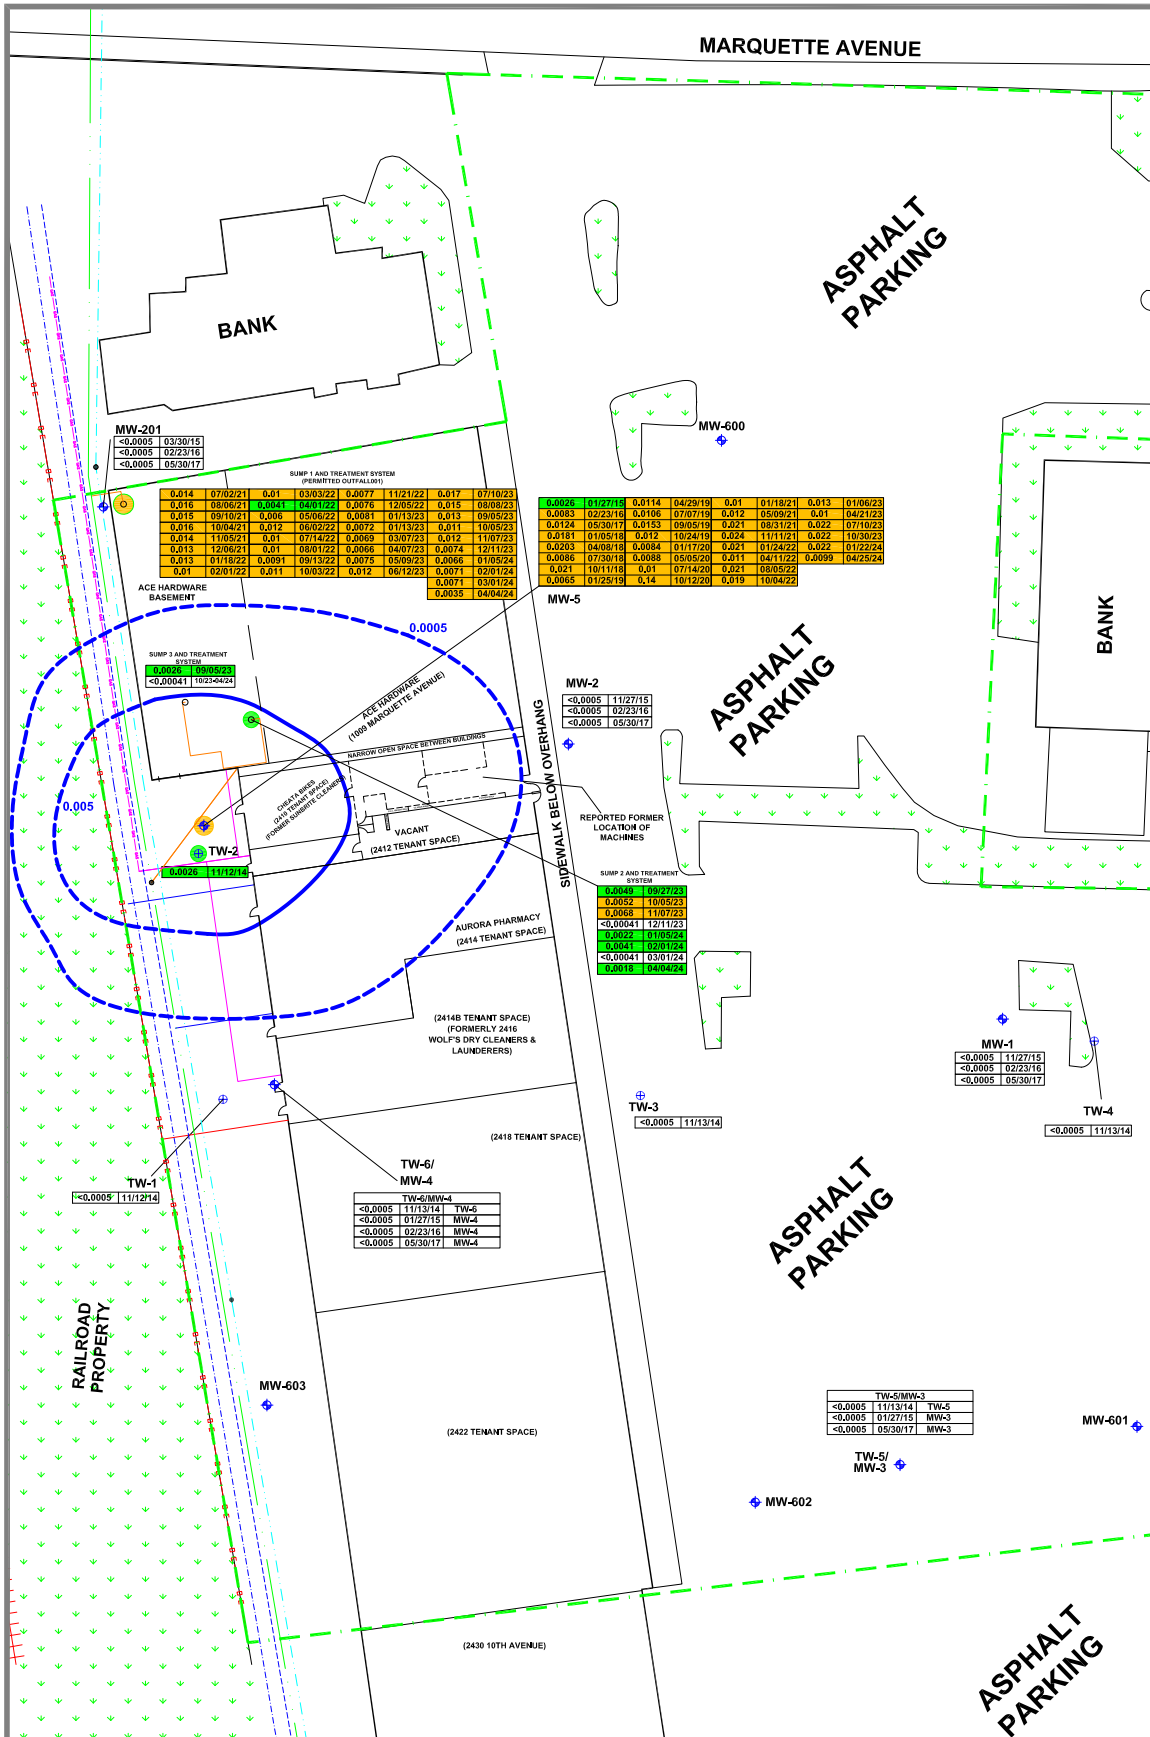 MARQUETTE AVENUE
ASPHALT
PARKING
BANK
MW-201
<0.0005 03/30/15
<0.0005 02/23/16
<0.0005 05/30/17
MW-600
SUMP 1 AND TREATMENT SYSTEM
(PERMITTED OUTFALL001)
0.014 07/02/21 0.01 03/03/22 0.0077 11/21/22 0.017 07/10/23
0.016 08/06/21 0.0041 04/01/22 0.0076 12/05/22 0.015 08/08/23
0.015 09/10/21 0.006 05/06/22 0.0081 01/13/23 0.013 09/05/23
0.016 10/04/21 0.012 06/02/22 0.0072 01/13/23 0.011 10/05/23
0.014 11/05/21 0.01 07/14/22 0.0069 03/07/23 0.012 11/07/23
0.013 12/06/21 0.01 08/01/22 0.0066 04/07/23 0.0074 12/11/23
0.013 01/18/22 0.0091 09/13/22 0.0075 05/09/23 0.0066 01/05/24
0.01 02/01/22 0.011 10/03/22 0.012 06/12/23 0.0071 02/01/24
0.0071 03/01/24
0.0035 04/04/24
0.0026 01/27/15 0.0114 04/29/19 0.01 01/18/21 0.013 01/06/23
0.0083 02/23/16 0.0106 07/07/19 0.012 05/09/21 0.01 04/21/23
0.0124 05/30/17 0.0153 09/05/19 0.021 08/31/21 0.022 07/10/23
0.0181 01/05/18 0.012 10/24/19 0.024 11/11/21 0.022 10/30/23
0.0203 04/08/18 0.0084 01/17/20 0.021 01/24/22 0.022 01/22/24
0.0086 07/30/18 0.0088 05/05/20 0.011 04/11/22 0.0099 04/25/24
0.021 10/11/18 0.01 07/14/20 0.021 08/05/22
0.0065 01/25/19 0.14 10/12/20 0.019 10/04/22
MW-5
ACE HARDWARE
BASEMENT
0.0005
SUMP 3 AND TREATMENT
SYSTEM
0.0026 09/05/23
<0.00041 10/23-04/24
ACE HARDWARE
(1009 MARQUETTE AVENUE)
MW-2
<0.0005 11/27/15
<0.0005 02/23/16
<0.0005 05/30/17
ASPHALT
PARKING
BANK
NARROW OPEN SPACE BETWEEN BUILDINGS
CHEATA BIKES
(2410 TENANT SPACE)
(FORMER SUNBRITE CLEANERS)
SIDEWALK BELOW OVERHANG
0.005
REPORTED FORMER
LOCATION OF
MACHINES
VACANT
(2412 TENANT SPACE)
TW-2
0.0026 11/12/14
SUMP 2 AND TREATMENT
SYSTEM
0.0049 09/27/23
0.0052 10/05/23
0.0068 11/07/23
<0.00041 12/11/23
0.0022 01/05/24
0.0041 02/01/24
<0.00041 03/01/24
0.0018 04/04/24
AURORA PHARMACY
(2414 TENANT SPACE)
(2414B TENANT SPACE)
(FORMERLY 2416
WOLF'S DRY CLEANERS &
LAUNDERERS)
MW-1
<0.0005 11/27/15
<0.0005 02/23/16
<0.0005 05/30/17
TW-3
<0.0005 11/13/14
TW-4
<0.0005 11/13/14
(2418 TENANT SPACE)
TW-1
<0.0005 11/12/14
TW-6/
MW-4
TW-6/MW-4
<0.0005 11/13/14 TW-6
<0.0005 01/27/15 MW-4
<0.0005 02/23/16 MW-4
<0.0005 05/30/17 MW-4
ASPHALT
PARKING
RAILROAD
PROPERTY
MW-603
(2422 TENANT SPACE)
TW-5/MW-3
<0.0005 11/13/14 TW-5
<0.0005 01/27/15 MW-3
<0.0005 05/30/17 MW-3
TW-5/
MW-3
MW-601
MW-602
(2430 10TH AVENUE)
ASPHALT
PARKING